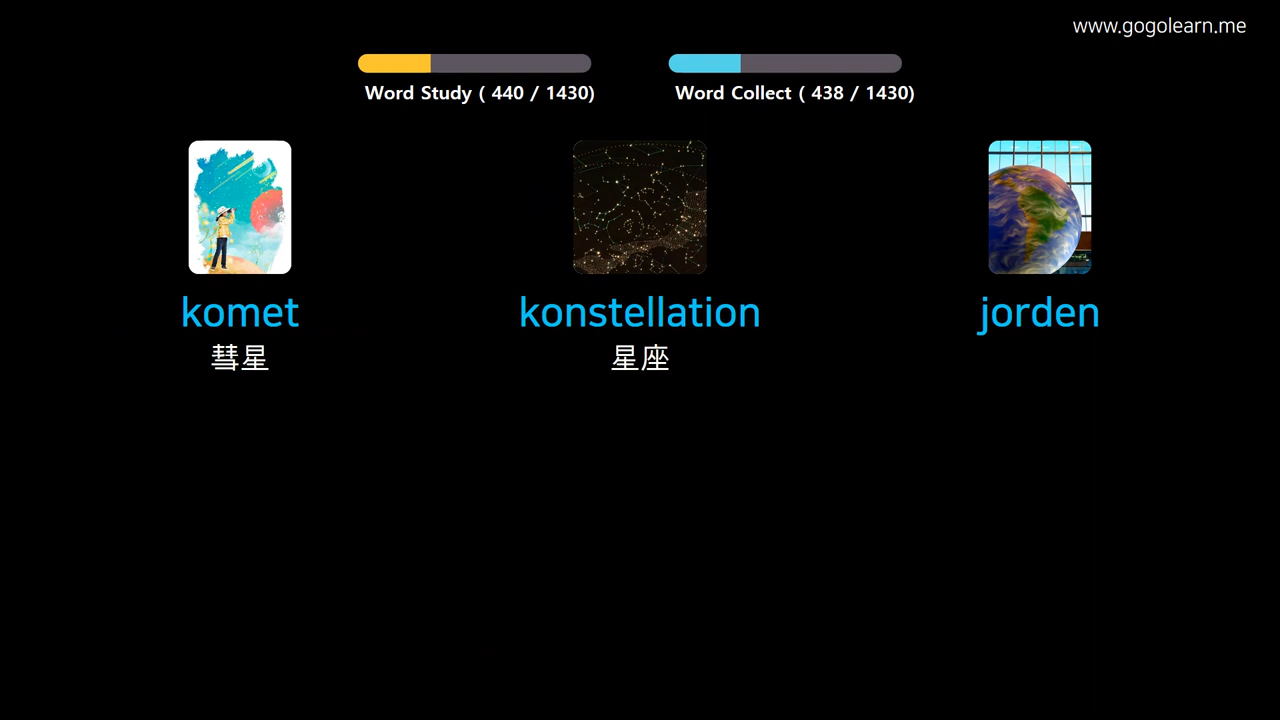 www.gogolearn.me
Word Study ( 440 / 1430)
Word Collect ( 438 / 1430)
komet
konstellation
jorden
彗星
星座